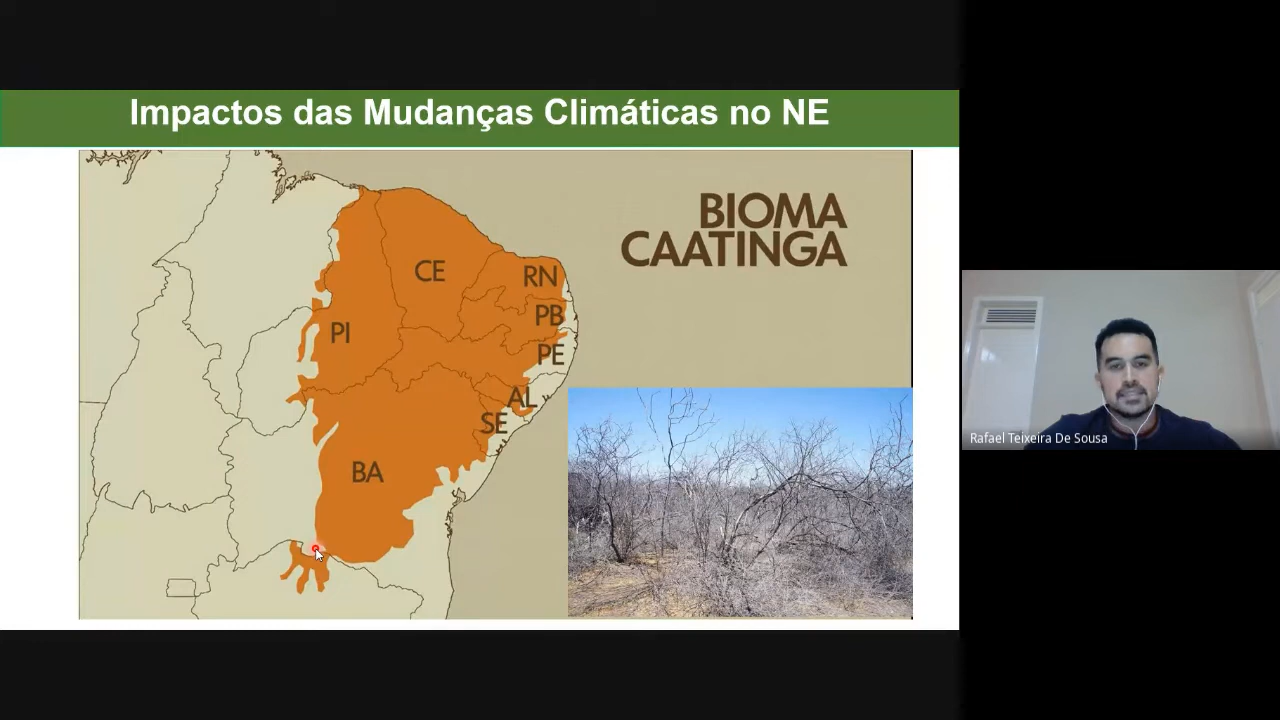 Impactos das Mudanças Climáticas no NE
BIOMA
CAATINGA
CE
RN
PB
PI
PE
AL
SE
BA
Rafael Teixeira De Sousa